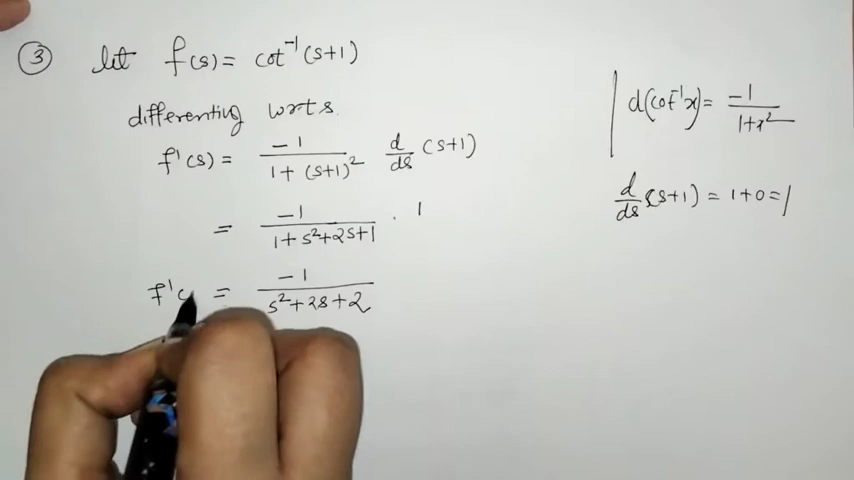 ③ let f(s) = cot⁻¹(s+1)
differenting w.r.t s.
f'(s) = -1 / 1 + (s+1)² d/ds (s+1)
= -1 / 1 + s² + 2s + 1 . 1
f'( = -1 / s² + 2s + 2
d(cot⁻¹x) = -1 / 1 + x²
d/ds (s+1) = 1 + 0 = 1